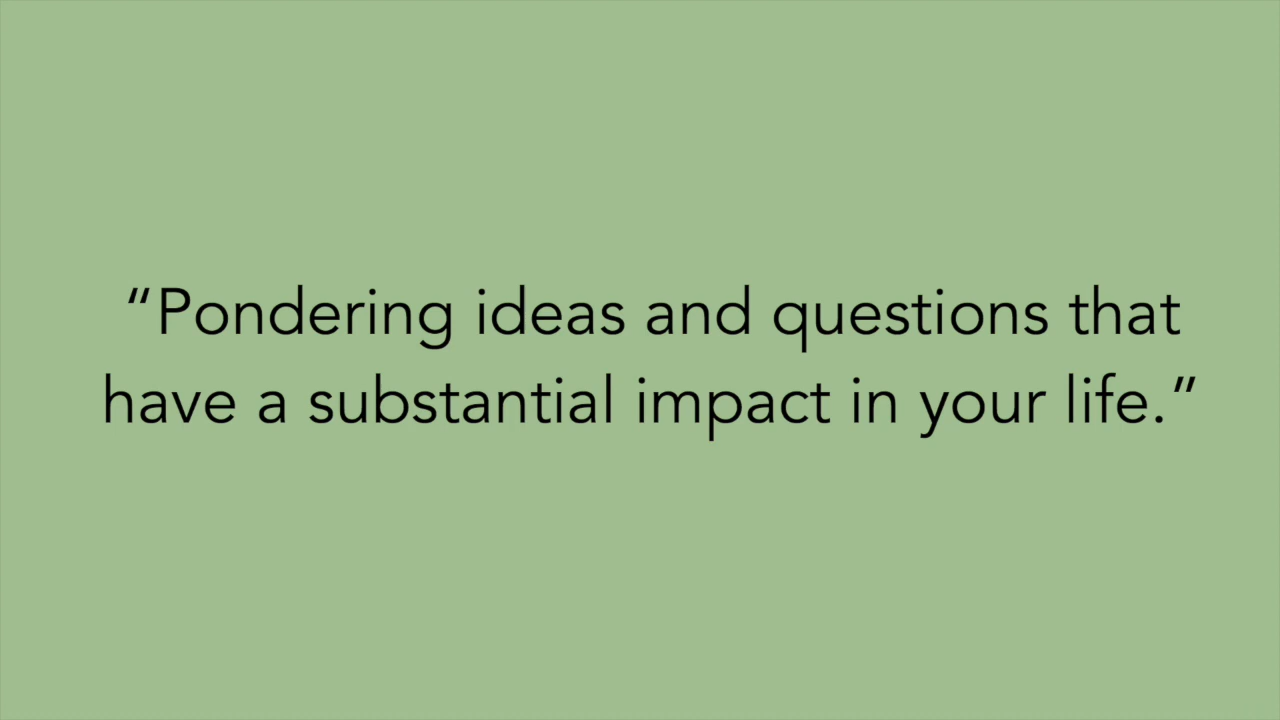 “Pondering ideas and questions that
have a substantial impact in your life.”